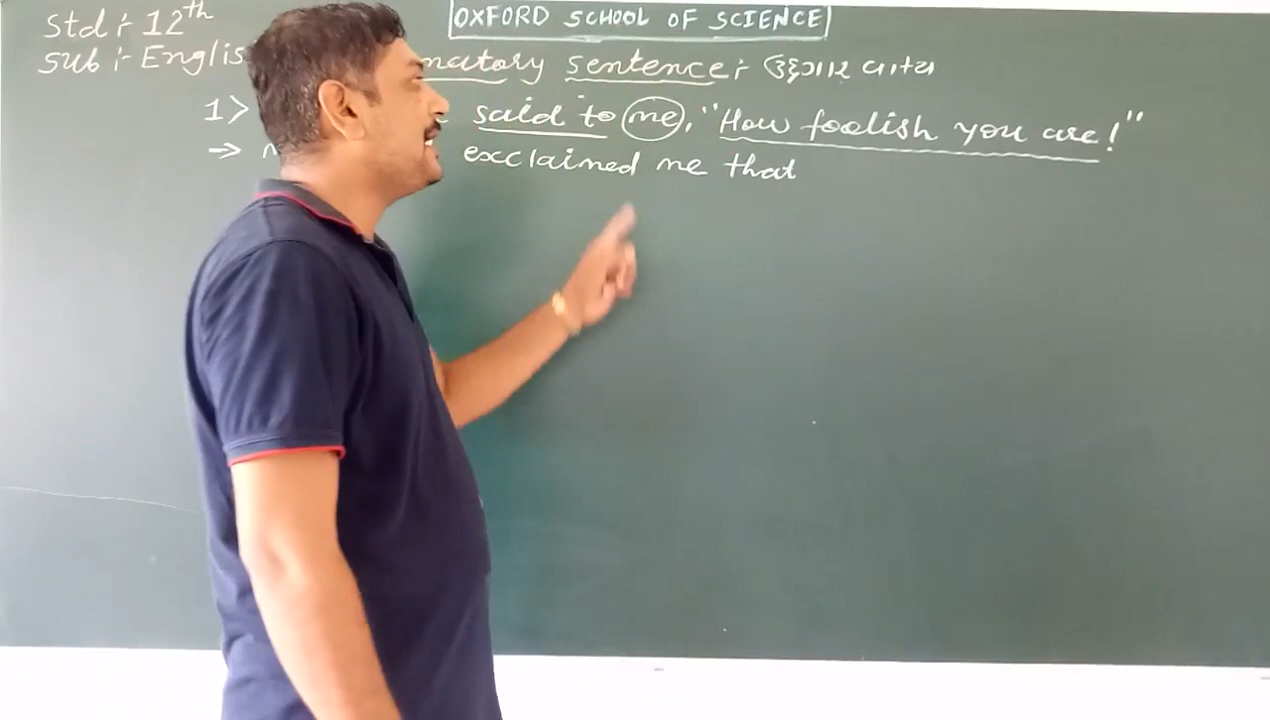 OXFORD SCHOOL OF SCIENCE
Std :- 12th
Sub :- Englis matory sentence :- ઉદ્ગાર વાક્ય
1> said to me, "How foolish you are!"
⇒ exclaimed me that